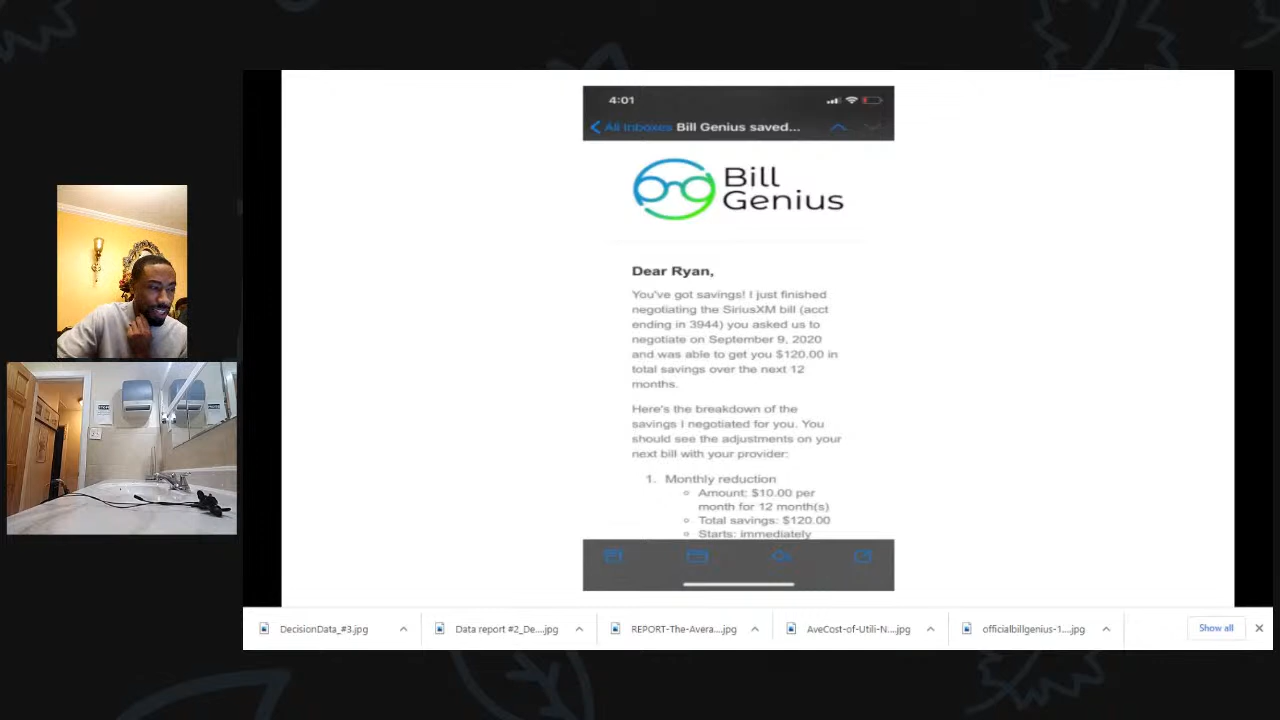 4:01
All Inboxes Bill Genius saved...
Bill
Genius
Dear Ryan,
You've got savings! I just finished
negotiating the SiriusXM bill (acct
ending in 3944) you asked us to
negotiate on September 9, 2020
and was able to get you $120.00 in
total savings over the next 12
months.
Here's the breakdown of the
savings I negotiated for you. You
should see the adjustments on your
next bill with your provider:
1. Monthly reduction
Amount: $10.00 per
month for 12 month(s)
Total savings: $120.00
Starts: immediately
DecisionData_#3.jpg
Data report #2_De....jpg
REPORT-The-Avera....jpg
AveCost-of-Utili-N....jpg
officialbillgenius-1....jpg
Show all